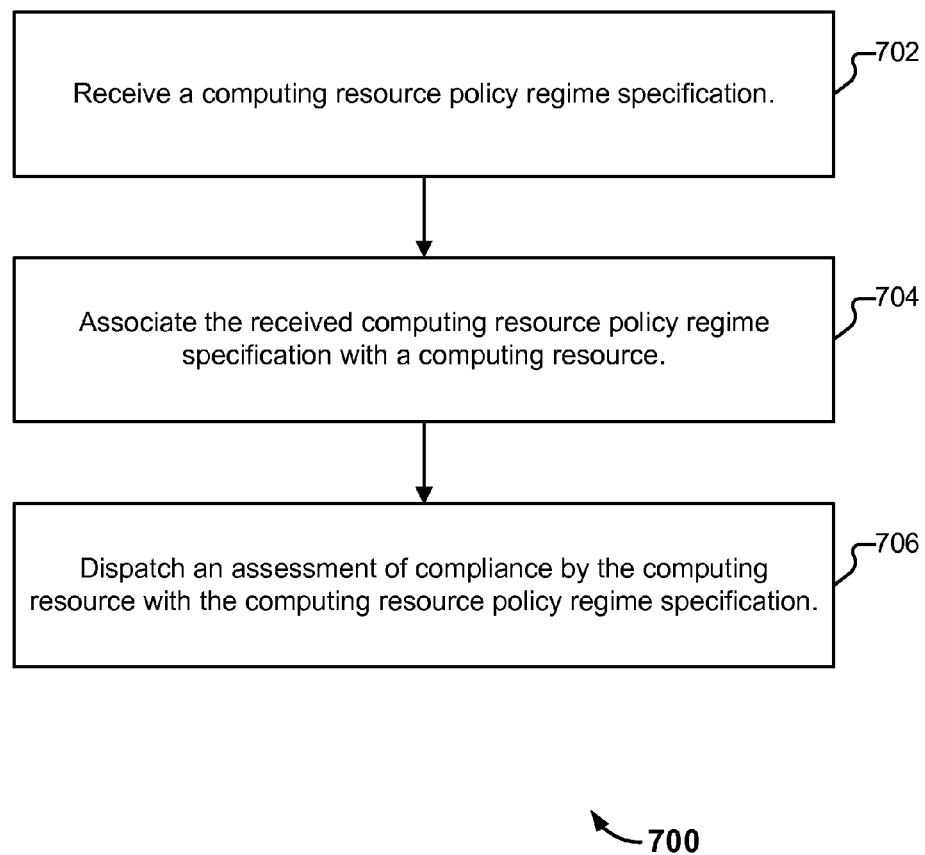 Receive a computing resource policy regime specification.
702
Associate the received computing resource policy regime
specification with a computing resource.
704
Dispatch an assessment of compliance by the computing
resource with the computing resource policy regime specification.
706
700